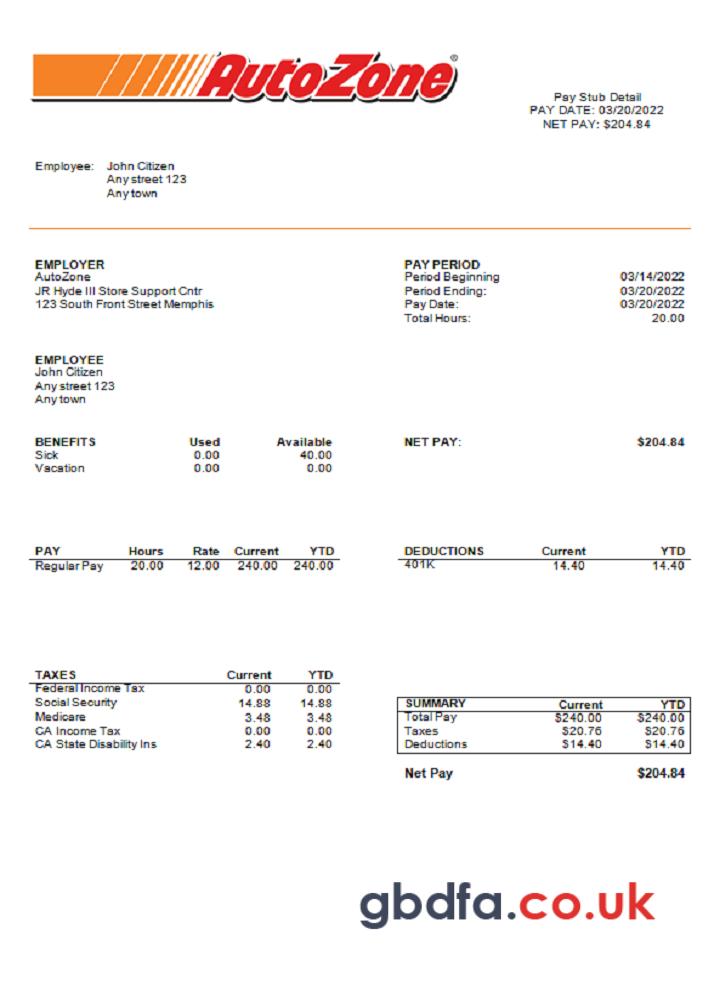 AutoZone®
Pay Stub Detail
PAY DATE: 03/20/2022
NET PAY: $204.84
Employee: John Citizen
Any street 123
Any town
EMPLOYER
AutoZone
JR Hyde III Store Support Cntr
123 South Front Street Memphis
PAY PERIOD
Period Beginning 03/14/2022
Period Ending: 03/20/2022
Pay Date: 03/20/2022
Total Hours: 20.00
EMPLOYEE
John Citizen
Any street 123
Any town
BENEFITS Used Available
Sick 0.00 40.00
Vacation 0.00 0.00
NET PAY: $204.84
PAY Hours Rate Current YTD
Regular Pay 20.00 12.00 240.00 240.00
DEDUCTIONS Current YTD
401K 14.40 14.40
TAXES Current YTD
Federal Income Tax 0.00 0.00
Social Security 14.88 14.88
Medicare 3.48 3.48
CA Income Tax 0.00 0.00
CA State Disability Ins 2.40 2.40
SUMMARY Current YTD
Total Pay $240.00 $240.00
Taxes $20.76 $20.76
Deductions $14.40 $14.40
Net Pay $204.84
gbdfa.co.uk